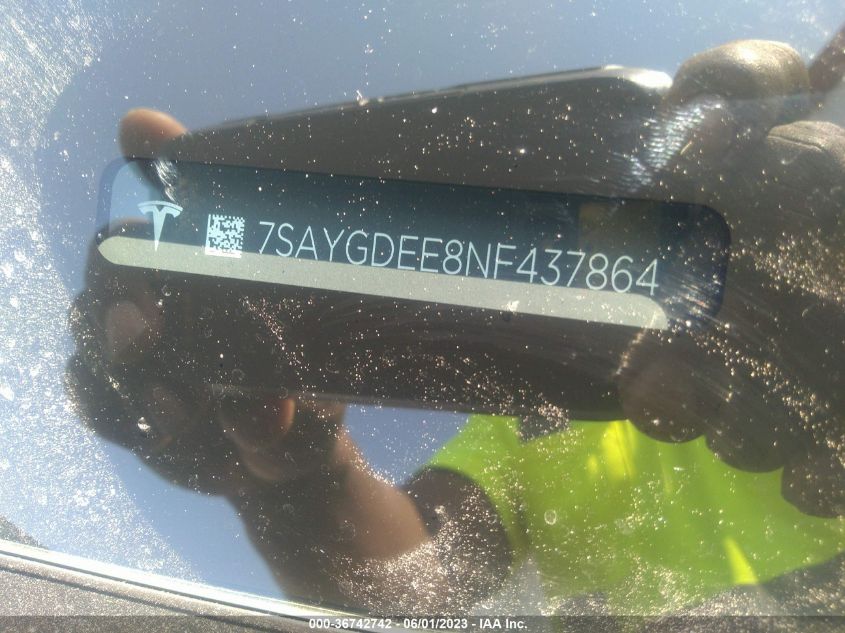 7SAYGDEE8NF437864
000-36742742 - 06/01/2023 - IAA Inc.